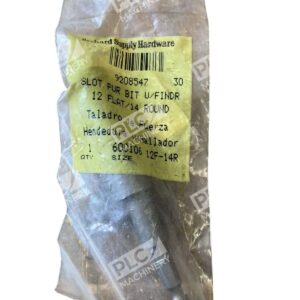 Supply Hardware
9208547 30
SLOT PWR BIT W/FINDR
12 FLAT/14 ROUND
Taladro
1 600106 12F-14R
QTY SIZE
PLC
MACHINERY